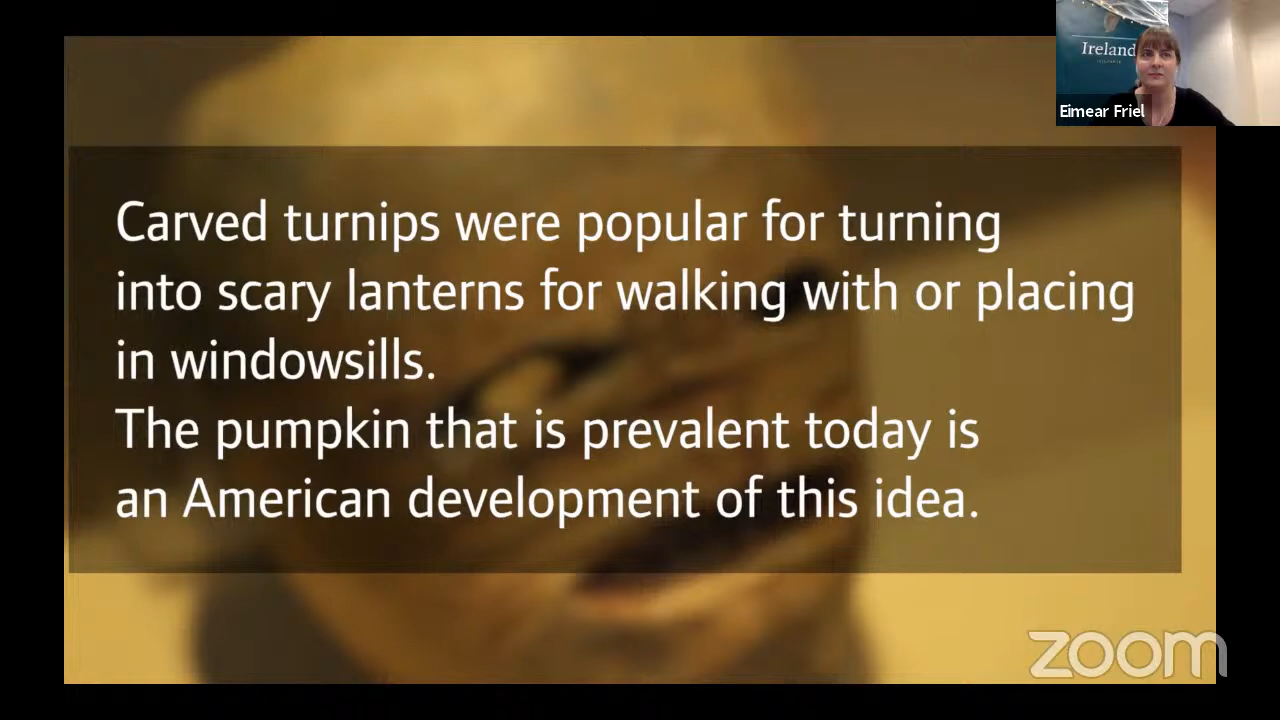 Ireland
Eimear Friel
Carved turnips were popular for turning
into scary lanterns for walking with or placing
in windowsills.
The pumpkin that is prevalent today is
an American development of this idea.
zoom